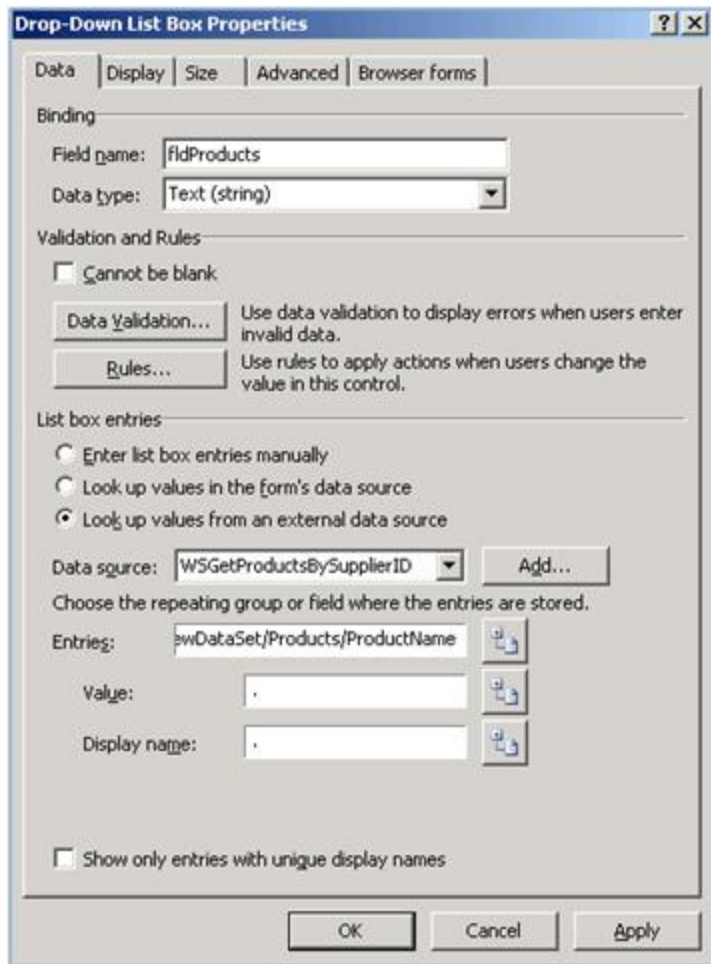 Drop-Down List Box Properties
Data Display Size Advanced Browser forms
Binding
Field name: fldProducts
Data type: Text (string)
Validation and Rules
Cannot be blank
Data Validation... Use data validation to display errors when users enter
invalid data.
Rules... Use rules to apply actions when users change the
value in this control.
List box entries
Enter list box entries manually
Look up values in the form's data source
Look up values from an external data source
Data source: WSGetProductsBySupplierID Add...
Choose the repeating group or field where the entries are stored.
Entries: ewDataSet/Products/ProductName
Value: .
Display name: .
Show only entries with unique display names
OK Cancel Apply